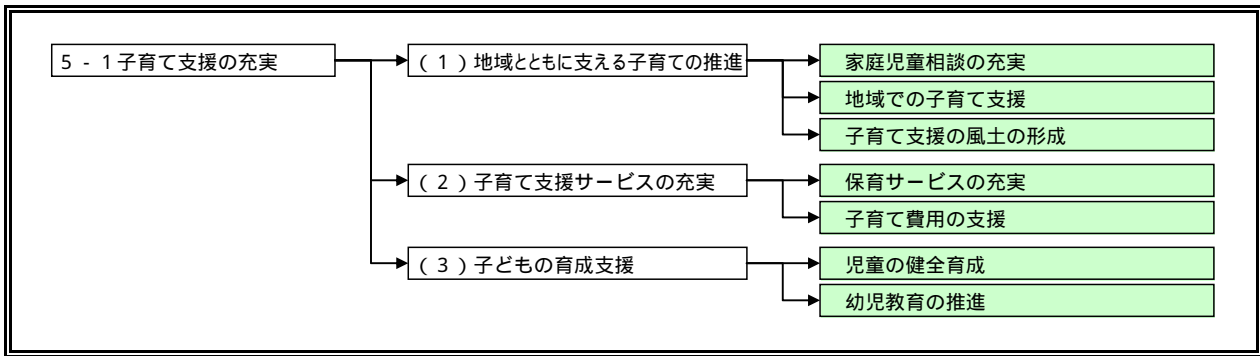 5-1子育て支援の充実
(1)地域とともに支える子育ての推進
家庭児童相談の充実
地域での子育て支援
子育て支援の風土の形成
(2)子育て支援サービスの充実
保育サービスの充実
子育て費用の支援
(3)子どもの育成支援
児童の健全育成
幼児教育の推進